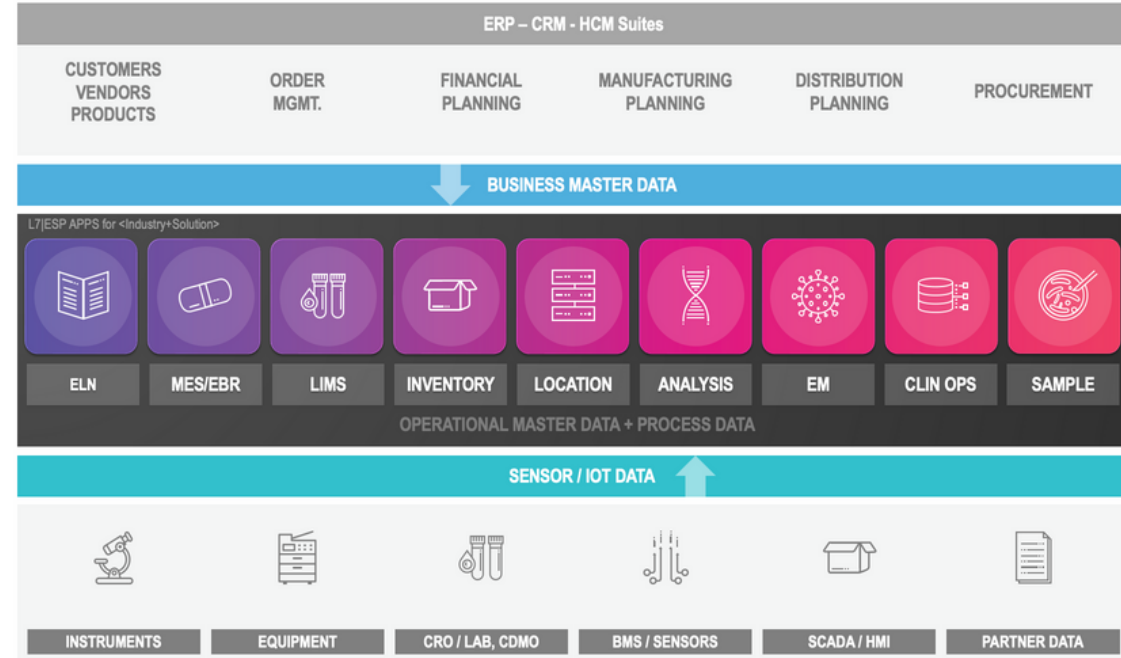 ERP – CRM - HCM Suites
CUSTOMERS
VENDORS
PRODUCTS
ORDER
MGMT.
FINANCIAL
PLANNING
MANUFACTURING
PLANNING
DISTRIBUTION
PLANNING
PROCUREMENT
BUSINESS MASTER DATA
L7|ESP APPS for <Industry+Solution>
ELN
MES/EBR
LIMS
INVENTORY
LOCATION
ANALYSIS
EM
CLIN OPS
SAMPLE
OPERATIONAL MASTER DATA + PROCESS DATA
SENSOR / IOT DATA
INSTRUMENTS
EQUIPMENT
CRO / LAB, CDMO
BMS / SENSORS
SCADA / HMI
PARTNER DATA